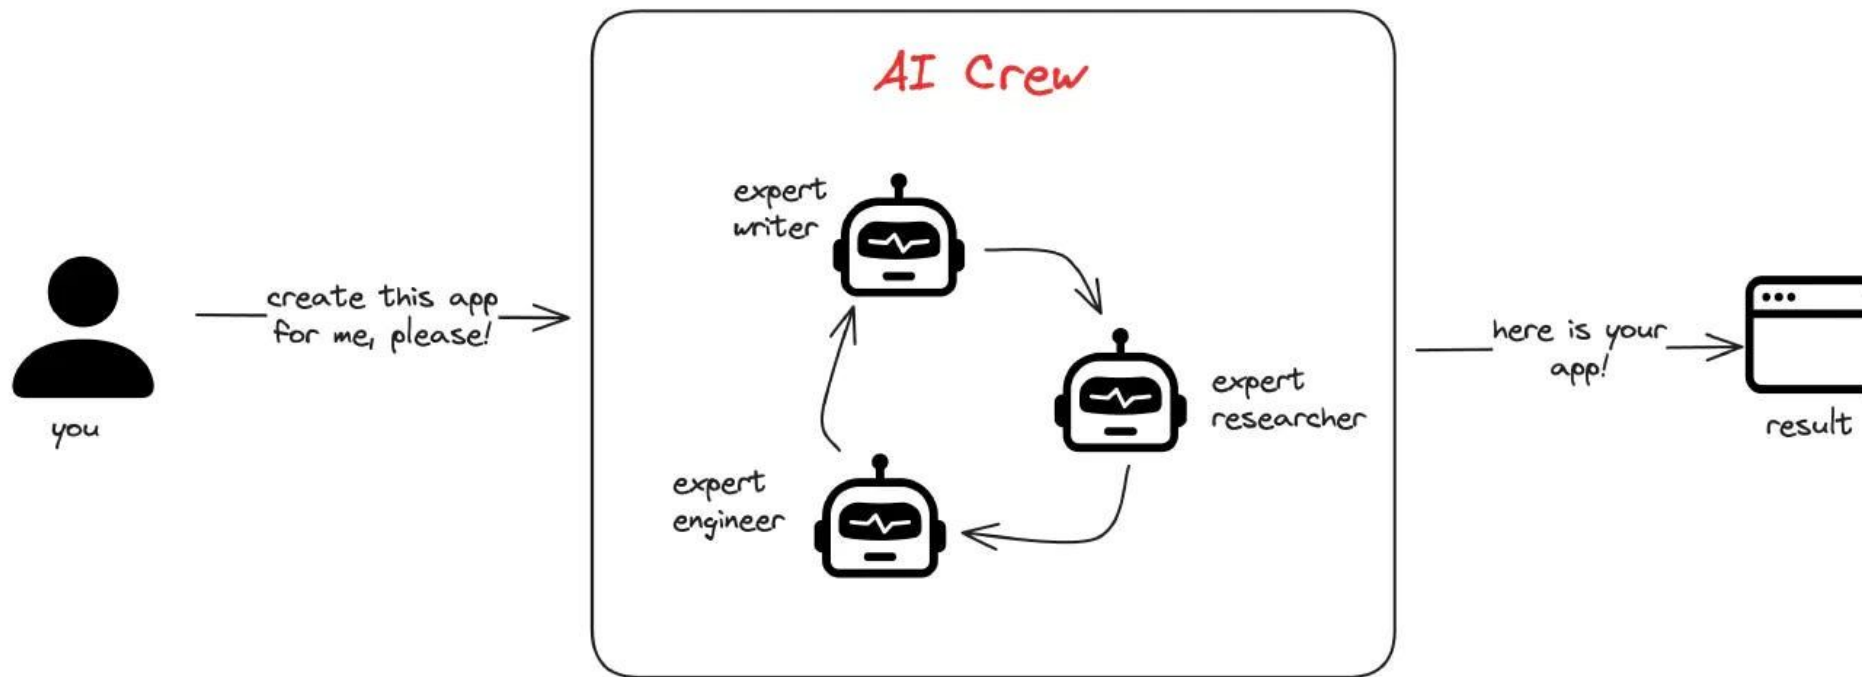 AI Crew
expert
writer
create this app
for me, please!
you
expert
researcher
expert
engineer
here is your
app!
result